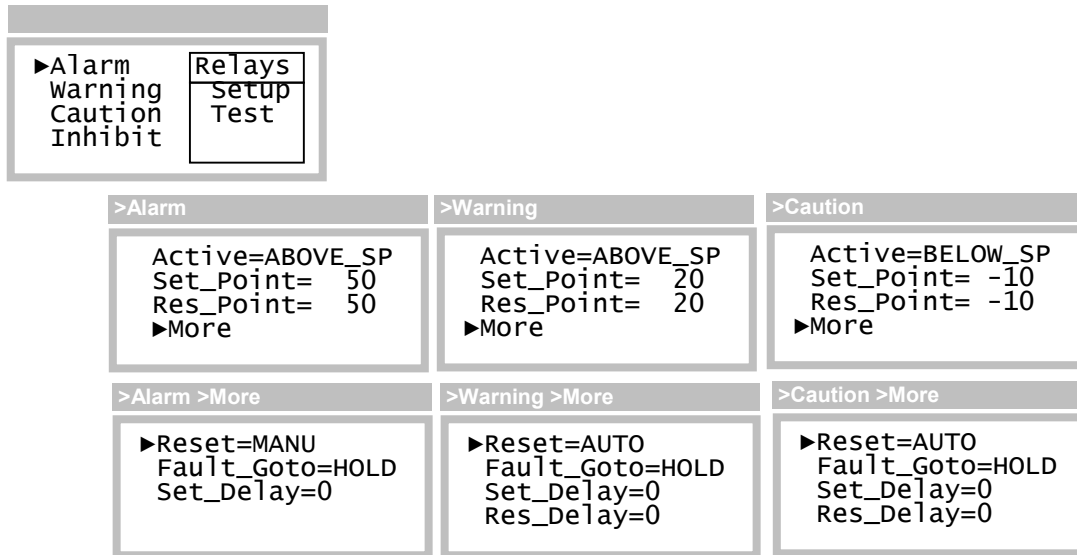 ►Alarm Relays
Warning Setup
Caution Test
Inhibit
>Alarm
Active=ABOVE_SP
Set_Point= 50
Res_Point= 50
►More
>Warning
Active=ABOVE_SP
Set_Point= 20
Res_Point= 20
►More
>Caution
Active=BELOW_SP
Set_Point= -10
Res_Point= -10
►More
>Alarm >More
►Reset=MANU
Fault_Goto=HOLD
Set_Delay=0
>Warning >More
►Reset=AUTO
Fault_Goto=HOLD
Set_Delay=0
Res_Delay=0
>Caution >More
►Reset=AUTO
Fault_Goto=HOLD
Set_Delay=0
Res_Delay=0